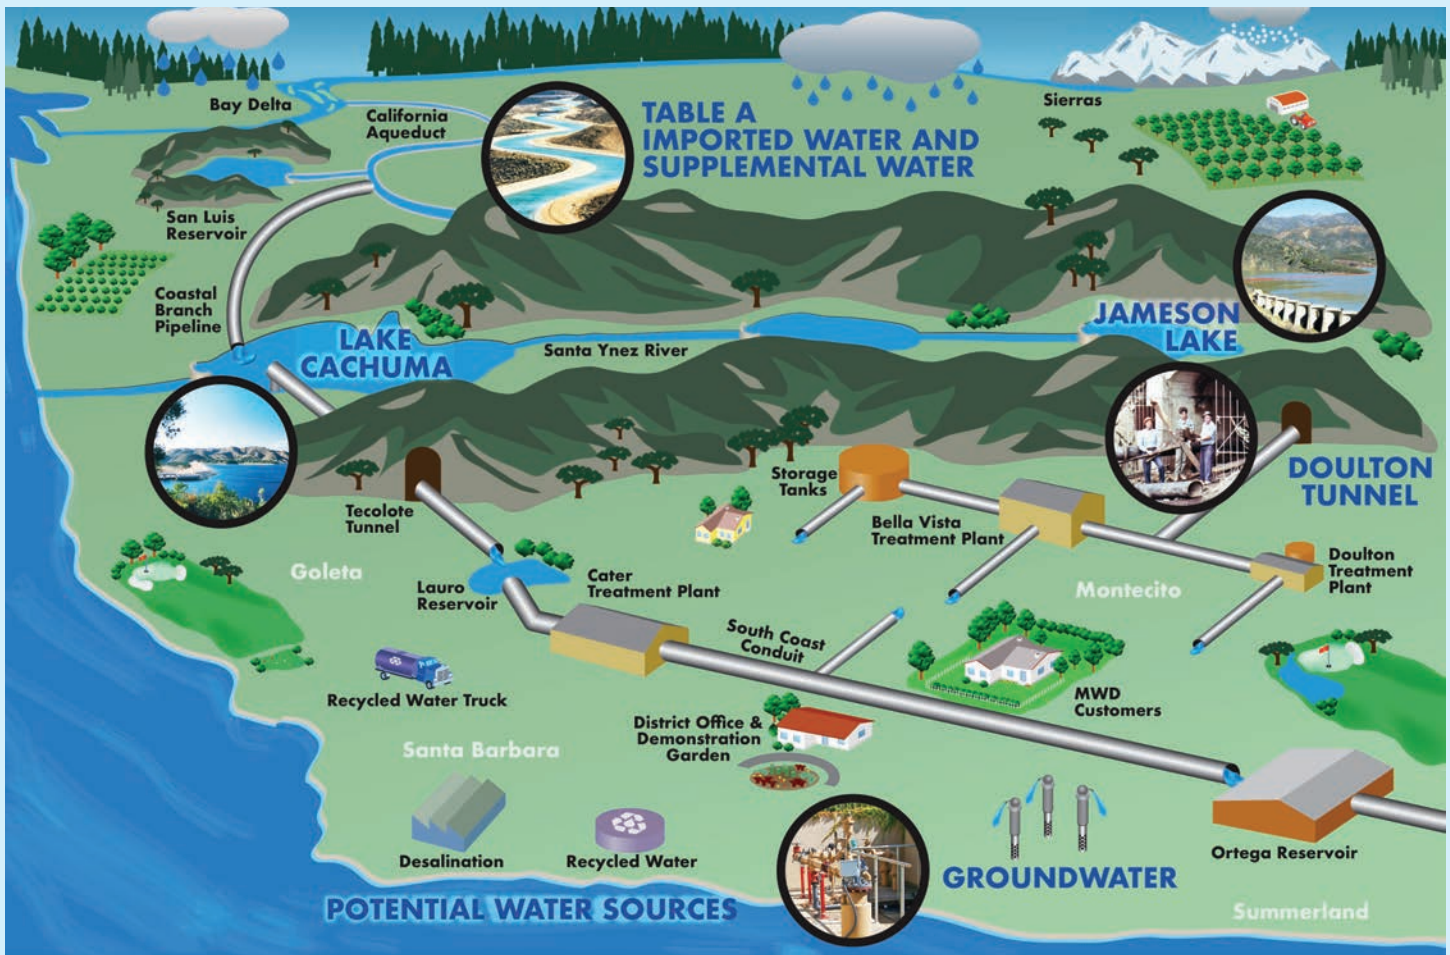 Bay Delta
California
Aqueduct
TABLE A
IMPORTED WATER AND
SUPPLEMENTAL WATER
Sierras
San Luis
Reservoir
Coastal
Branch
Pipeline
LAKE
CACHUMA
Santa Ynez River
JAMESON
LAKE
DOULTON
TUNNEL
Storage
Tanks
Tecolote
Tunnel
Bella Vista
Treatment Plant
Doulton
Treatment
Plant
Goleta
Lauro
Reservoir
Cater
Treatment Plant
Montecito
South Coast
Conduit
Recycled Water Truck
MWD
Customers
District Office &
Demonstration
Garden
Santa Barbara
Desalination
Recycled Water
Ortega Reservoir
GROUNDWATER
POTENTIAL WATER SOURCES
Summerland